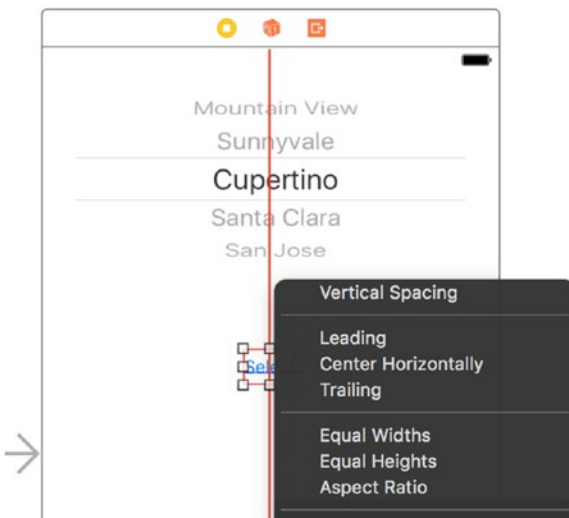 Mountain View
Sunnyvale
Cupertino
Santa Clara
San Jose
Vertical Spacing
Leading
Center Horizontally
Trailing
Equal Widths
Equal Heights
Aspect Ratio